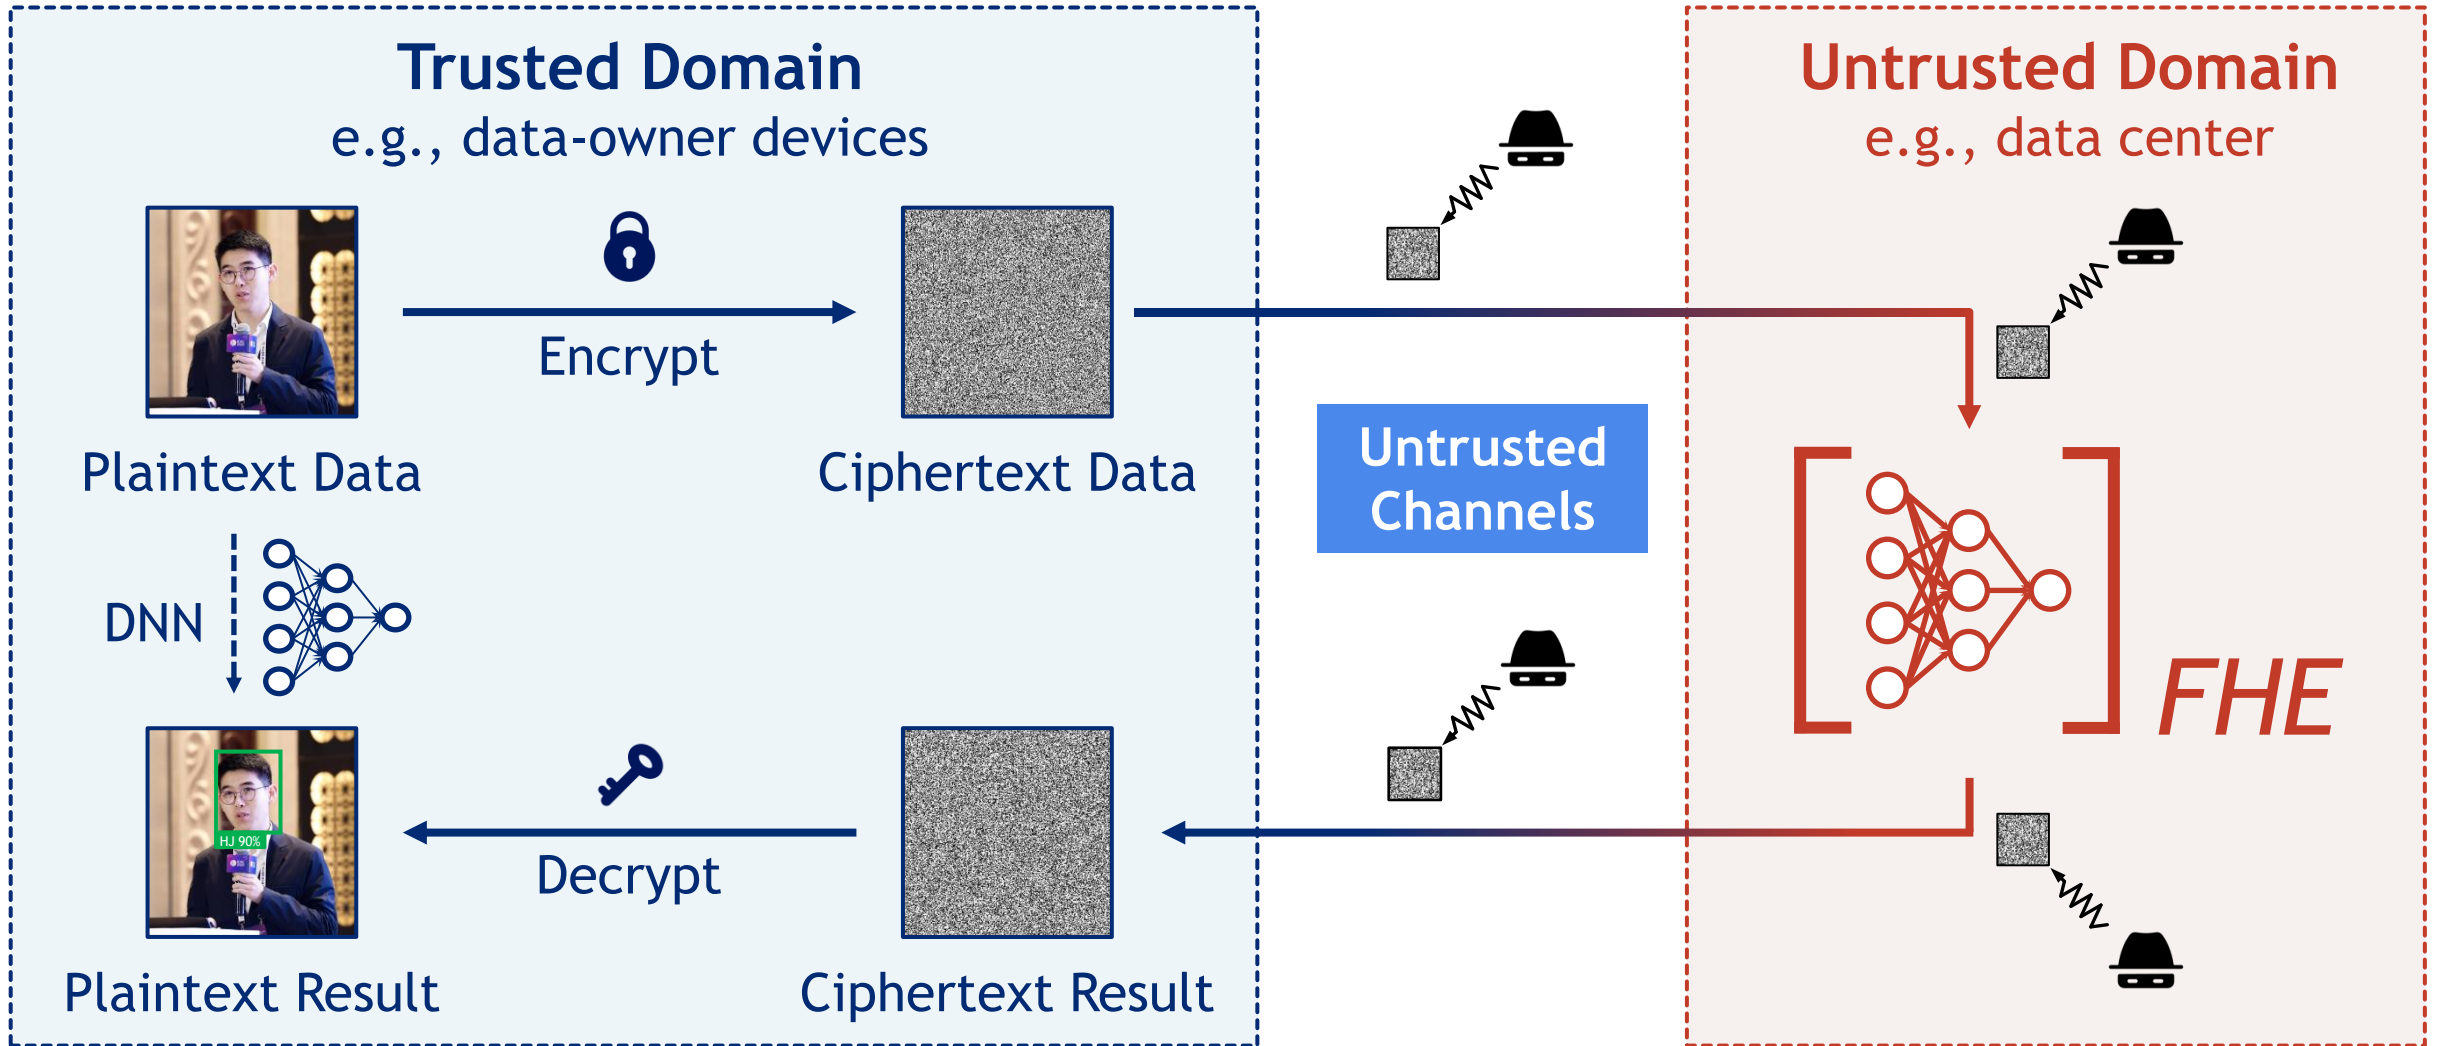 Trusted Domain
e.g., data-owner devices
Encrypt
Plaintext Data
Ciphertext Data
DNN
HJ 90%
Decrypt
Plaintext Result
Ciphertext Result
Untrusted
Channels
Untrusted Domain
e.g., data center
FHE